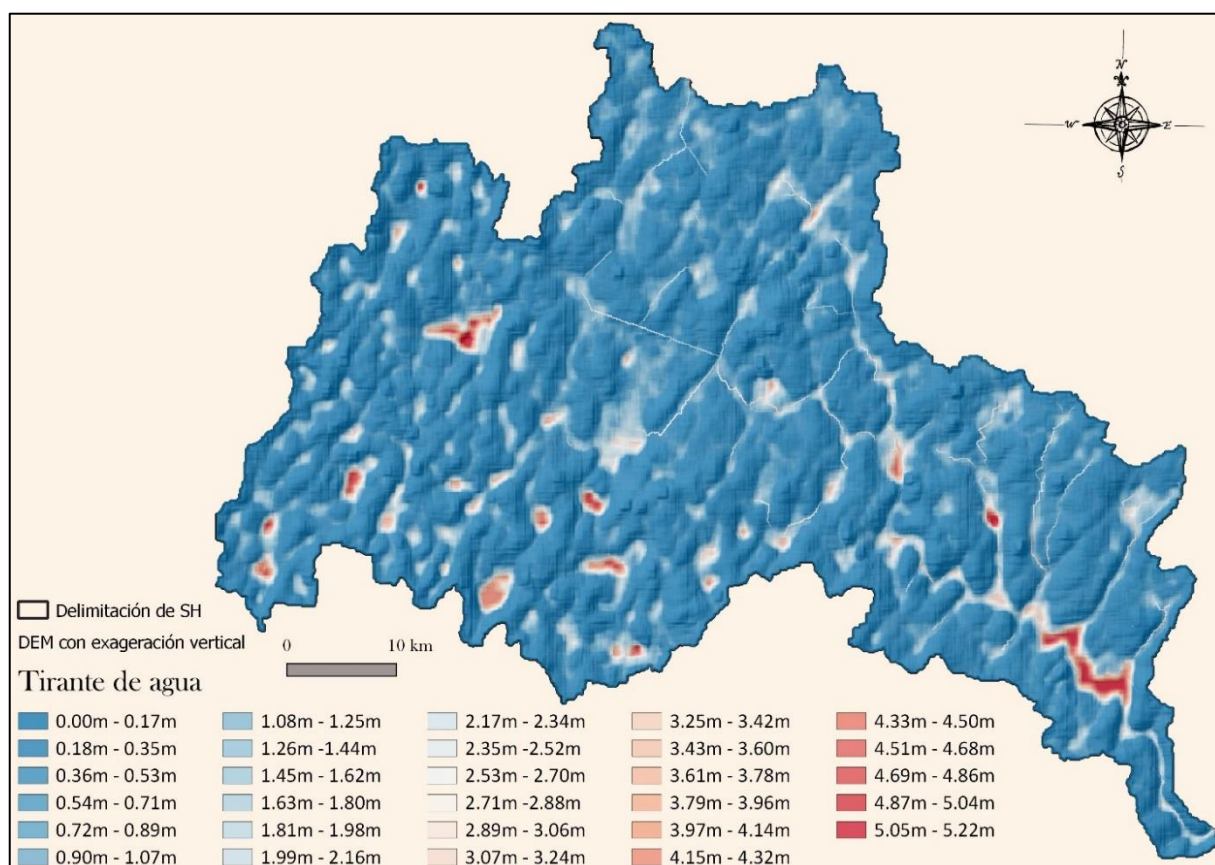 N
W E
S
Delimitación de SH
DEM con exageración vertical
0 10 km
Tirante de agua
0.00m - 0.17m
0.18m - 0.35m
0.36m - 0.53m
0.54m - 0.71m
0.72m - 0.89m
0.90m - 1.07m
1.08m - 1.25m
1.26m -1.44m
1.45m - 1.62m
1.63m - 1.80m
1.81m - 1.98m
1.99m - 2.16m
2.17m - 2.34m
2.35m -2.52m
2.53m - 2.70m
2.71m -2.88m
2.89m - 3.06m
3.07m - 3.24m
3.25m - 3.42m
3.43m - 3.60m
3.61m - 3.78m
3.79m - 3.96m
3.97m - 4.14m
4.15m - 4.32m
4.33m - 4.50m
4.51m - 4.68m
4.69m - 4.86m
4.87m - 5.04m
5.05m - 5.22m